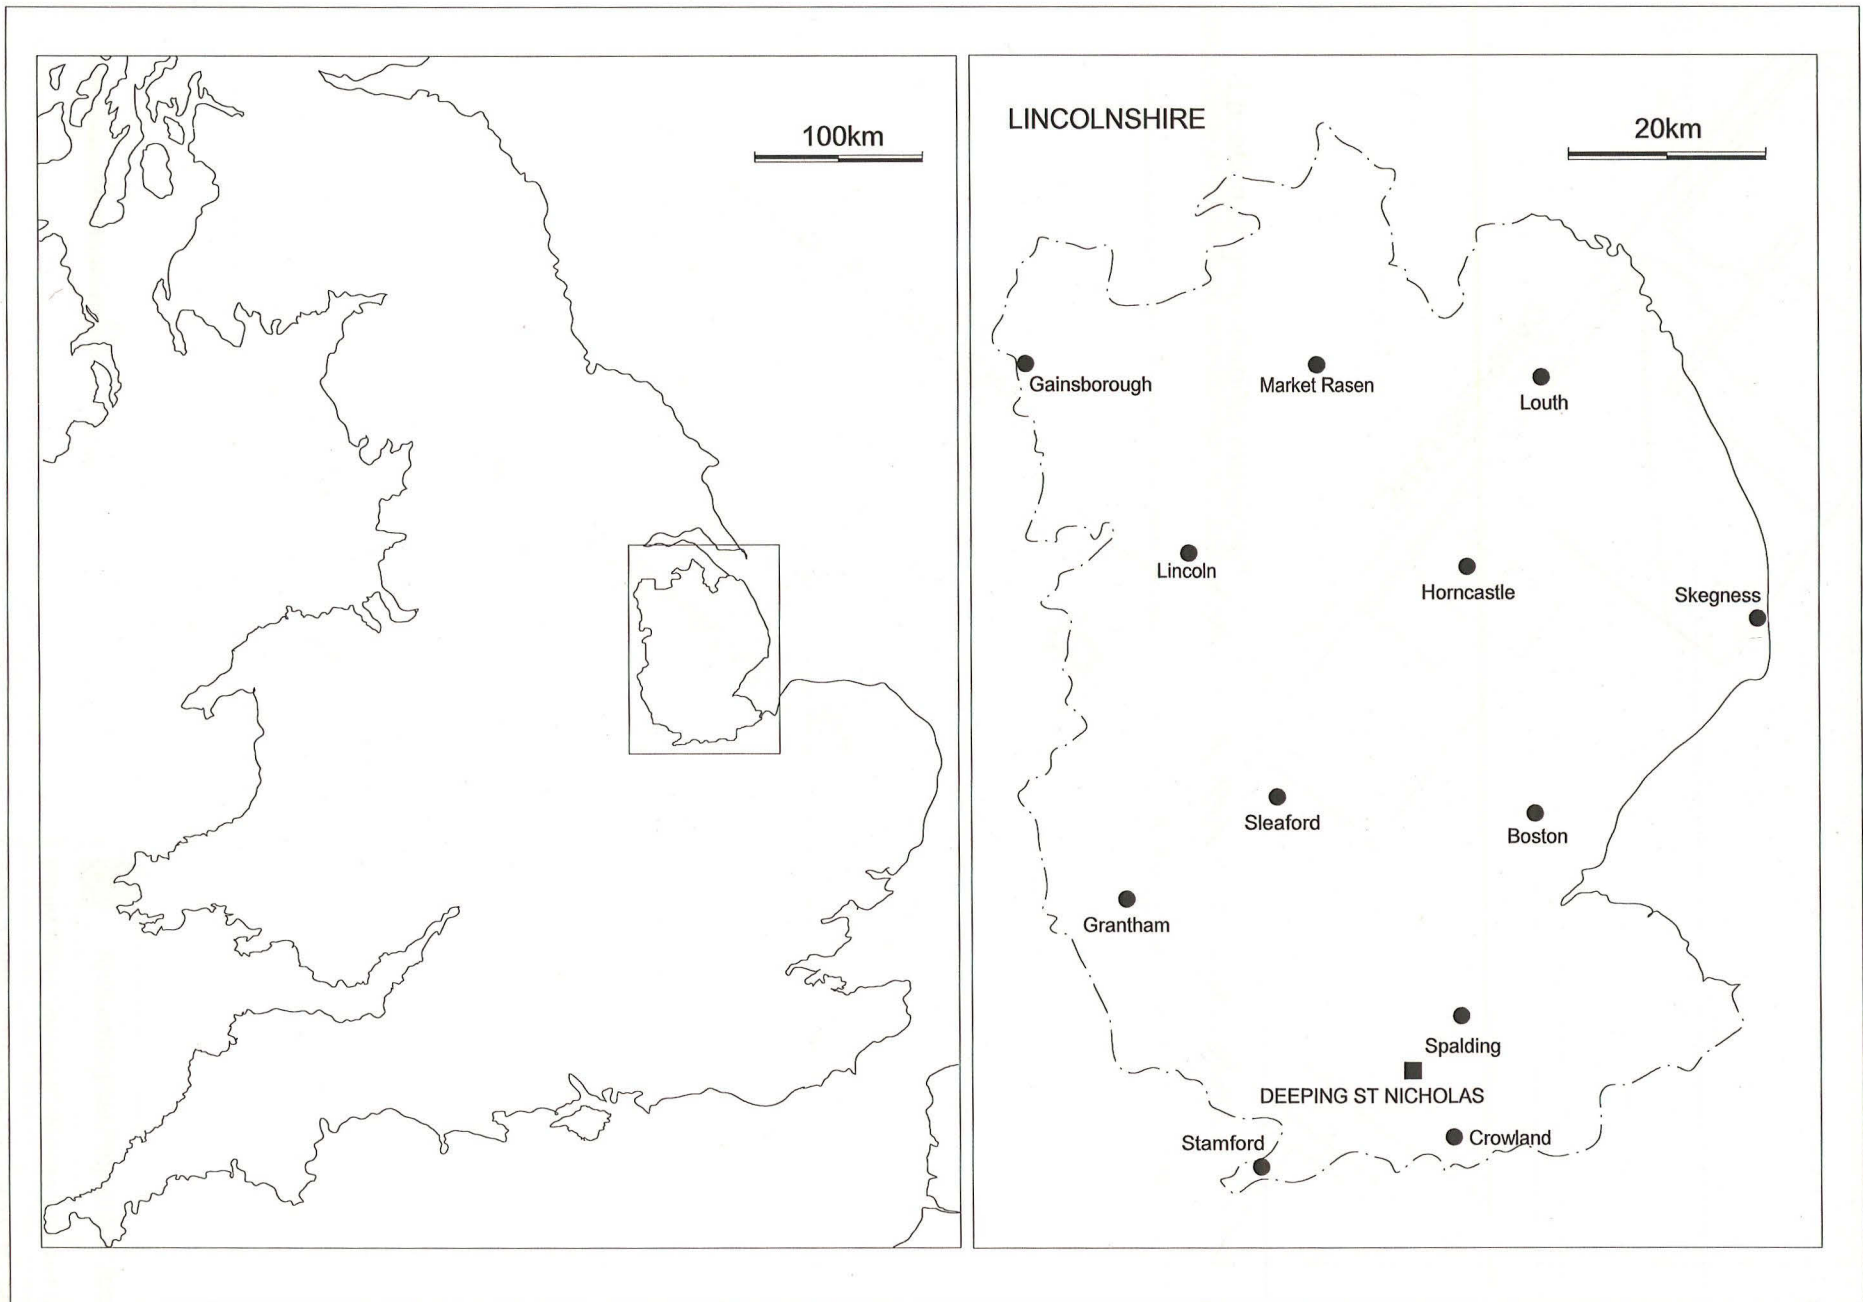 100km
LINCOLNSHIRE
20km
Gainsborough
Market Rasen
Louth
Lincoln
Horncastle
Skegness
Sleaford
Boston
Grantham
Spalding
DEEPING ST NICHOLAS
Stamford
Crowland